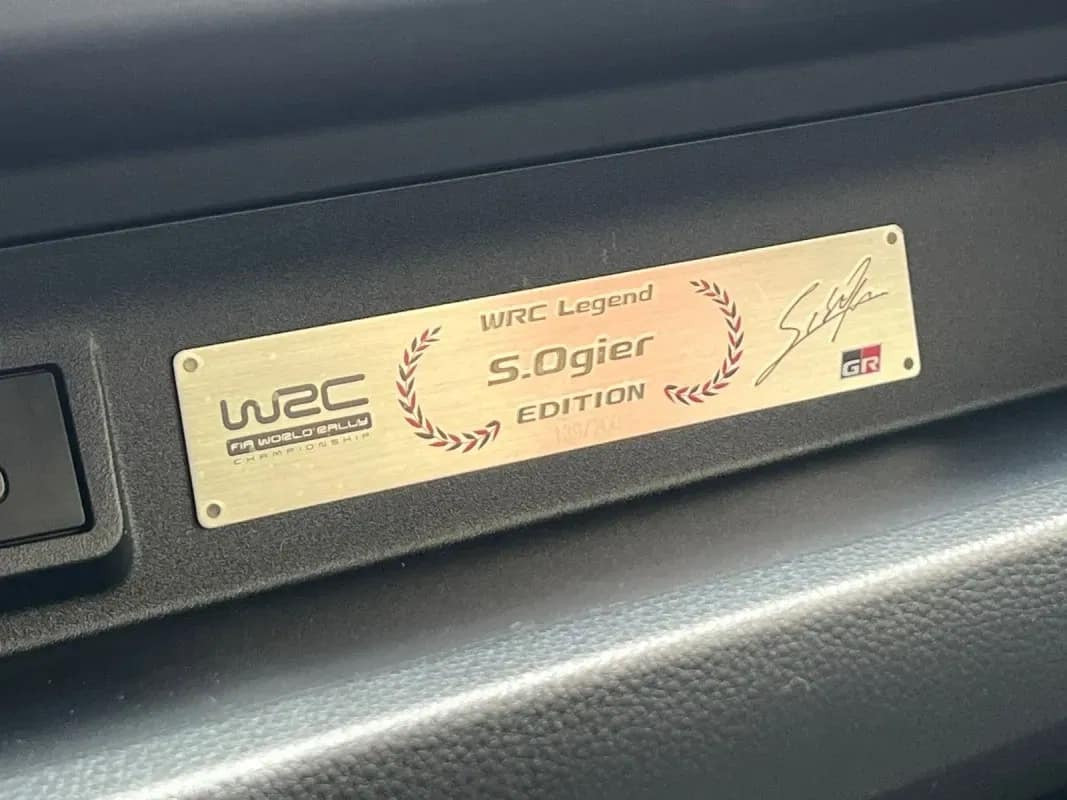 WRC
FIA WORLD RALLY
CHAMPIONSHIP
WRC Legend
S.Ogier
EDITION
GR